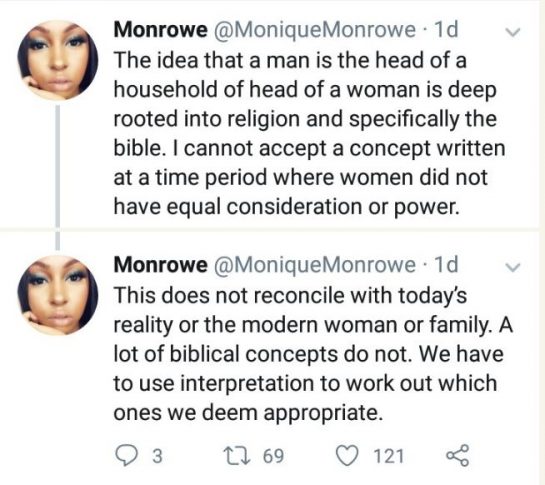 Monrowe @MoniqueMonrowe · 1d
The idea that a man is the head of a
household of head of a woman is deep
rooted into religion and specifically the
bible. I cannot accept a concept written
at a time period where women did not
have equal consideration or power.
Monrowe @MoniqueMonrowe · 1d
This does not reconcile with today's
reality or the modern woman or family. A
lot of biblical concepts do not. We have
to use interpretation to work out which
ones we deem appropriate.
3 69 121